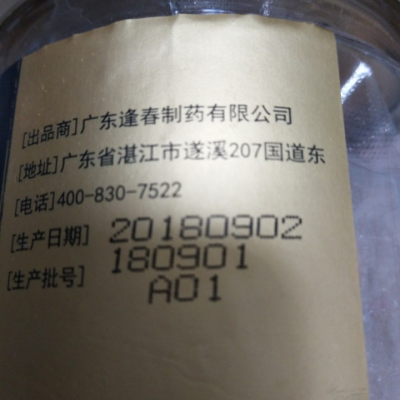 [出品商]广东逢春制药有限公司
[地址]广东省湛江市遂溪207国道东
[电话]400-830-7522
[生产日期] 20180902
[生产批号] 180901
A01